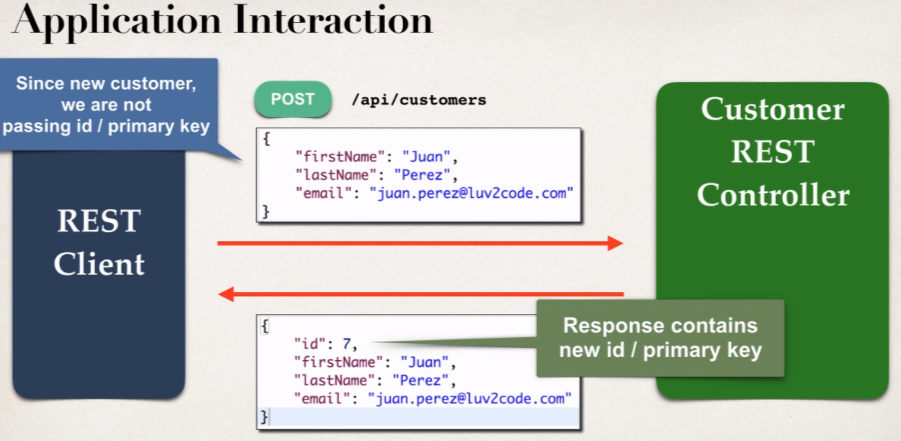 Application Interaction
Since new customer,
we are not
passing id / primary key
POST /api/customers
{
"firstName": "Juan",
"lastName": "Perez",
"email": "juan.perez@luv2code.com"
}
REST
Client
Customer
REST
Controller
{
"id": 7,
"firstName": "Juan",
"lastName": "Perez",
"email": "juan.perez@luv2code.com"
}
Response contains
new id / primary key